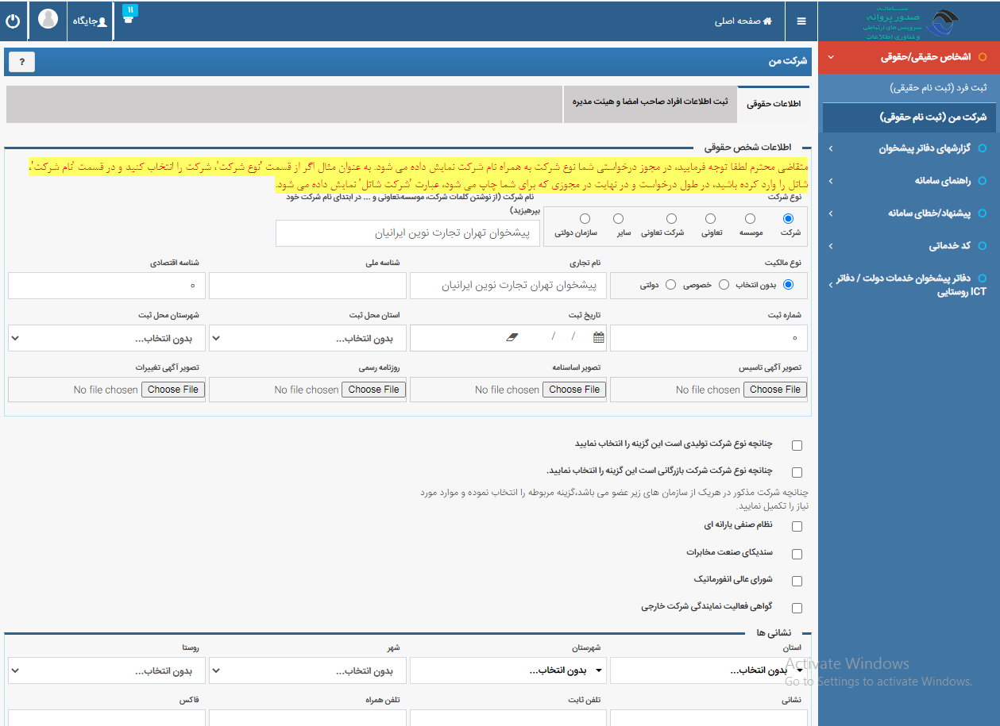 سامانه
صدور پروانه
سرویس های ارتباطی
و فناوری اطلاعات
صفحه اصلی
جایگاه
۱۱
اشخاص حقیقی/حقوقی
ثبت فرد (ثبت نام حقیقی)
شرکت من (ثبت نام حقوقی)
گزارشهای دفاتر پیشخوان
راهنمای سامانه
پیشنهاد/خطای سامانه
کد خدماتی
دفاتر پیشخوان خدمات دولت / دفاتر
ICT روستایی
شرکت من
?
اطلاعات حقوقی
ثبت اطلاعات افراد صاحب امضا و هیئت مدیره
اطلاعات شخص حقوقی
متقاضی محترم لطفا توجه فرمایید، در مجوز درخواستی شما نوع شرکت به همراه نام شرکت نمایش داده می شود. به عنوان مثال اگر از قسمت 'نوع شرکت'، شرکت را انتخاب کنید و در قسمت 'نام شرکت'،
شاتل را وارد کرده باشید، در طول درخواست و در نهایت در مجوزی که برای شما چاپ می شود، عبارت 'شرکت شاتل' نمایش داده می شود.
نوع شرکت
نام شرکت (از نوشتن کلمات شرکت، موسسه،تعاونی و ... در ابتدای نام شرکت خود
بپرهیزید)
شرکت موسسه تعاونی شرکت تعاونی سایر سازمان دولتی
پیشخوان تهران تجارت نوین ایرانیان
نوع مالکیت نام تجاری شناسه ملی شناسه اقتصادی
بدون انتخاب خصوصی دولتی
پیشخوان تهران تجارت نوین ایرانیان
۰
شماره ثبت تاریخ ثبت استان محل ثبت شهرستان محل ثبت
۰ / / بدون انتخاب... بدون انتخاب...
تصویر آگهی تاسیس تصویر اساسنامه روزنامه رسمی تصویر آگهی تغییرات
Choose File No file chosen Choose File No file chosen Choose File No file chosen Choose File No file chosen
چنانچه نوع شرکت تولیدی است این گزینه را انتخاب نمایید
چنانچه نوع شرکت شرکت بازرگانی است این گزینه را انتخاب نمایید.
چنانچه شرکت مذکور در هریک از سازمان های زیر عضو می باشد،گزینه مربوطه را انتخاب نموده و موارد مورد
نیاز را تکمیل نمایید.
نظام صنفی یارانه ای
سندیکای صنعت مخابرات
شورای عالی انفورماتیک
گواهی فعالیت نمایندگی شرکت خارجی
نشانی ها
استان شهرستان شهر روستا
بدون انتخاب... بدون انتخاب... بدون انتخاب... بدون انتخاب...
نشانی تلفن ثابت تلفن همراه فاکس
Activate Windows
Go to Settings to activate Windows.